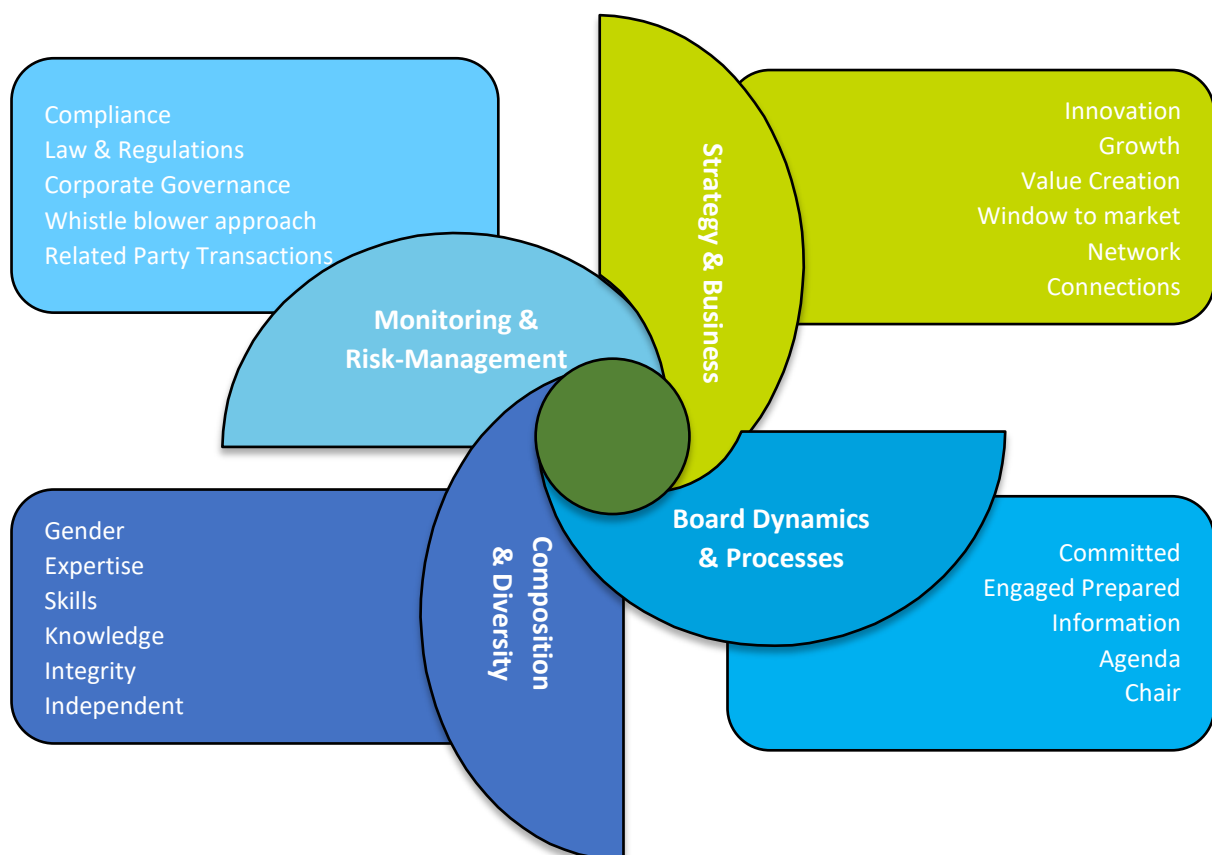 Compliance
Law & Regulations
Corporate Governance
Whistle blower approach
Related Party Transactions
Monitoring &
Risk-Management
Strategy & Business
Innovation
Growth
Value Creation
Window to market
Network
Connections
Gender
Expertise
Skills
Knowledge
Integrity
Independent
Composition
& Diversity
Board Dynamics
& Processes
Committed
Engaged Prepared
Information
Agenda
Chair